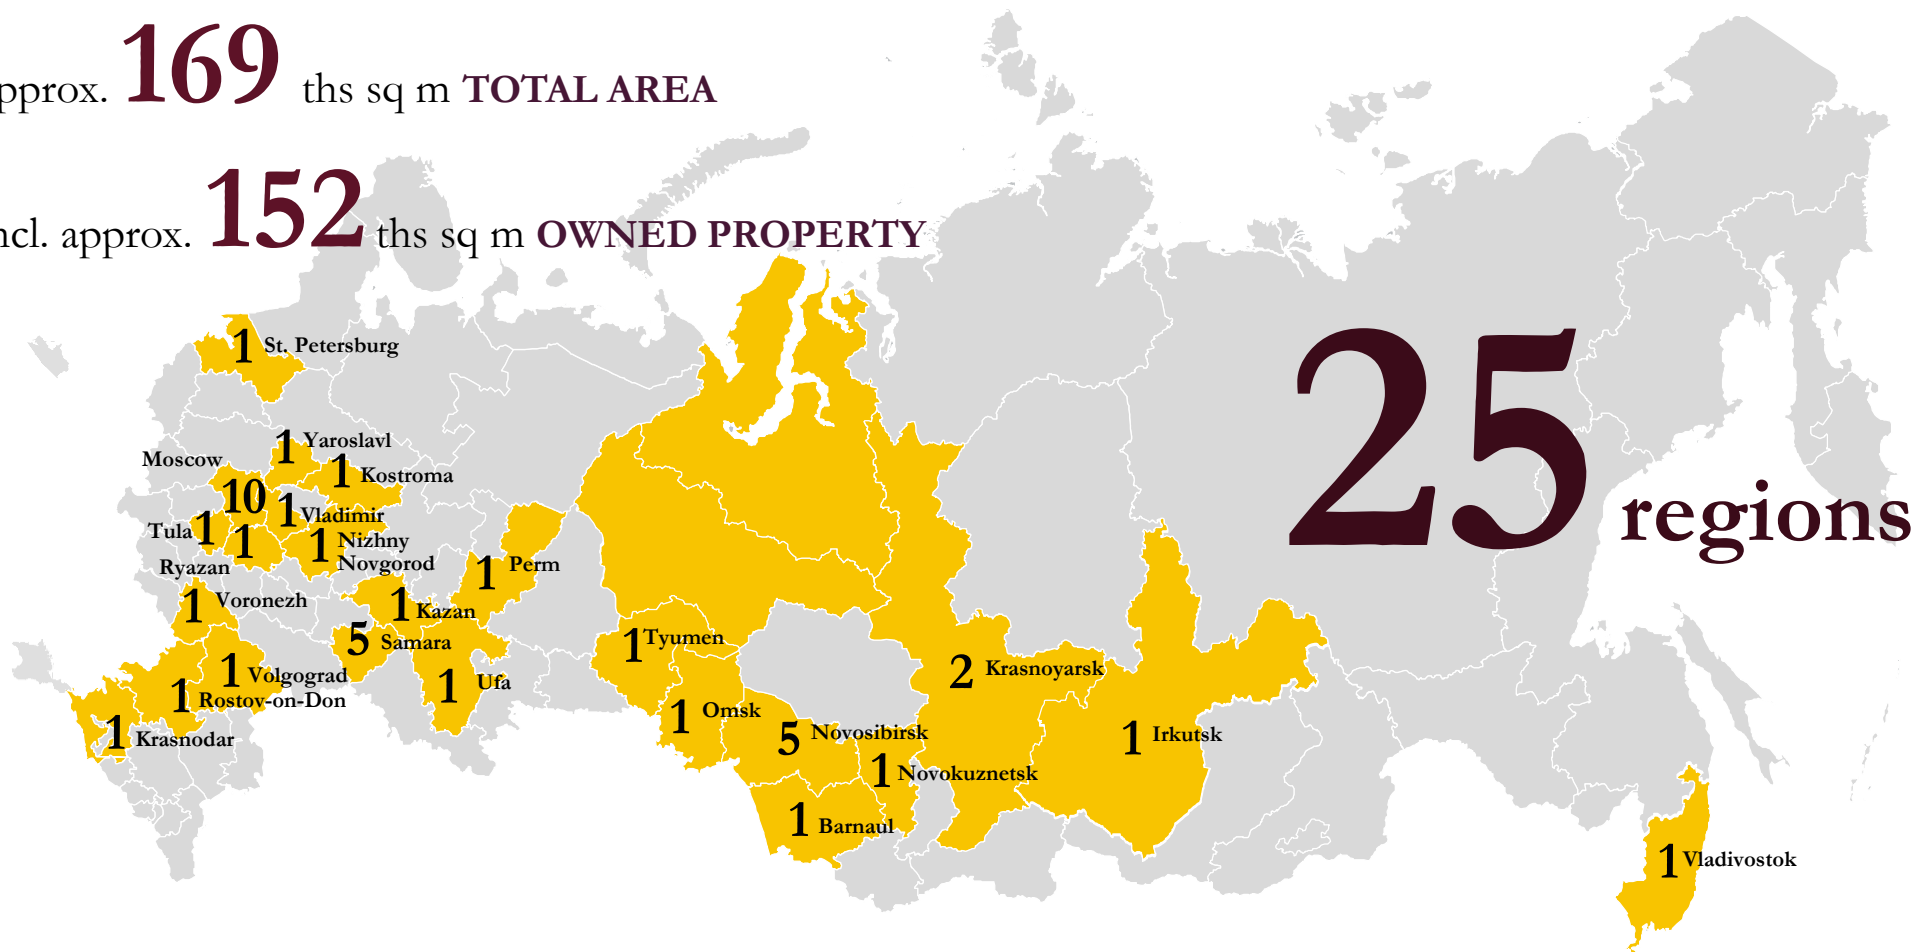 pprox. 169 ths sq m TOTAL AREA
ncl. approx. 152 ths sq m OWNED PROPERTY
25 regions
1 St. Petersburg
1 Yaroslavl
1 Kostroma
Moscow
10
1 Vladimir
Tula 1
1
Ryazan
1 Nizhny
Novgorod
1 Perm
1 Voronezh
1 Kazan
5 Samara
1 Ufa
1 Volgograd
1 Rostov-on-Don
1 Krasnodar
1 Tyumen
1 Omsk
2 Krasnoyarsk
5 Novosibirsk
1 Novokuznetsk
1 Barnaul
1 Irkutsk
1 Vladivostok